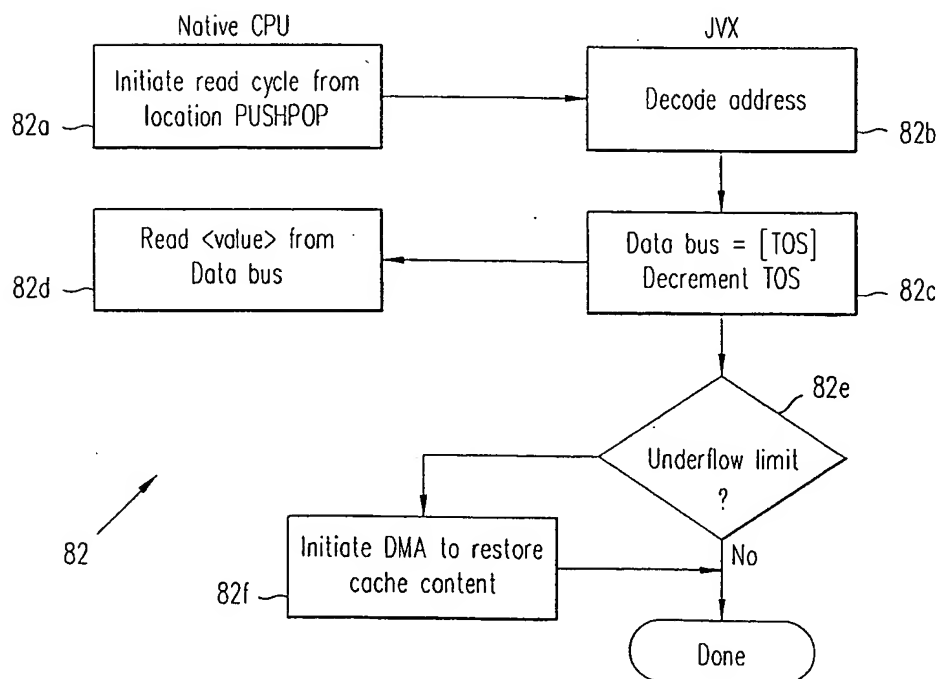 Native CPU
JVX
Initiate read cycle from
location PUSHPOP
82a
Decode address
82b
Read <value> from
Data bus
82d
Data bus = [TOS]
Decrement TOS
82c
82e
Underflow limit
?
82
Initiate DMA to restore
cache content
82f
No
Done